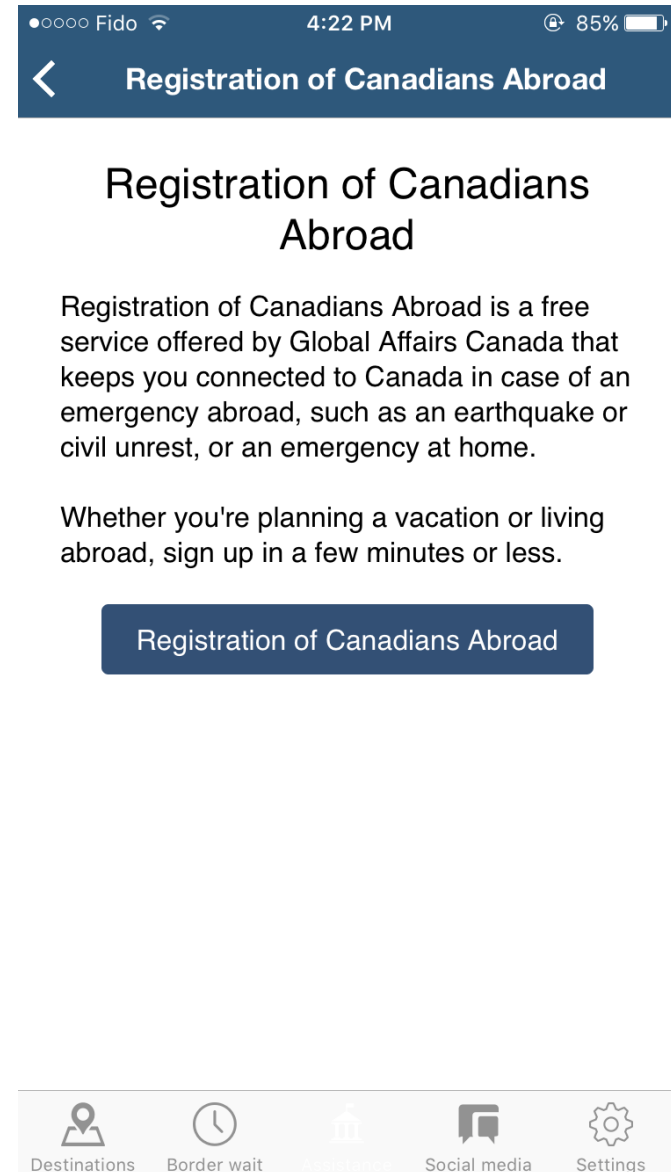 Fido 4:22 PM 85%
Registration of Canadians Abroad
Registration of Canadians
Abroad
Registration of Canadians Abroad is a free
service offered by Global Affairs Canada that
keeps you connected to Canada in case of an
emergency abroad, such as an earthquake or
civil unrest, or an emergency at home.
Whether you're planning a vacation or living
abroad, sign up in a few minutes or less.
Registration of Canadians Abroad
Destinations Border wait Social media Settings